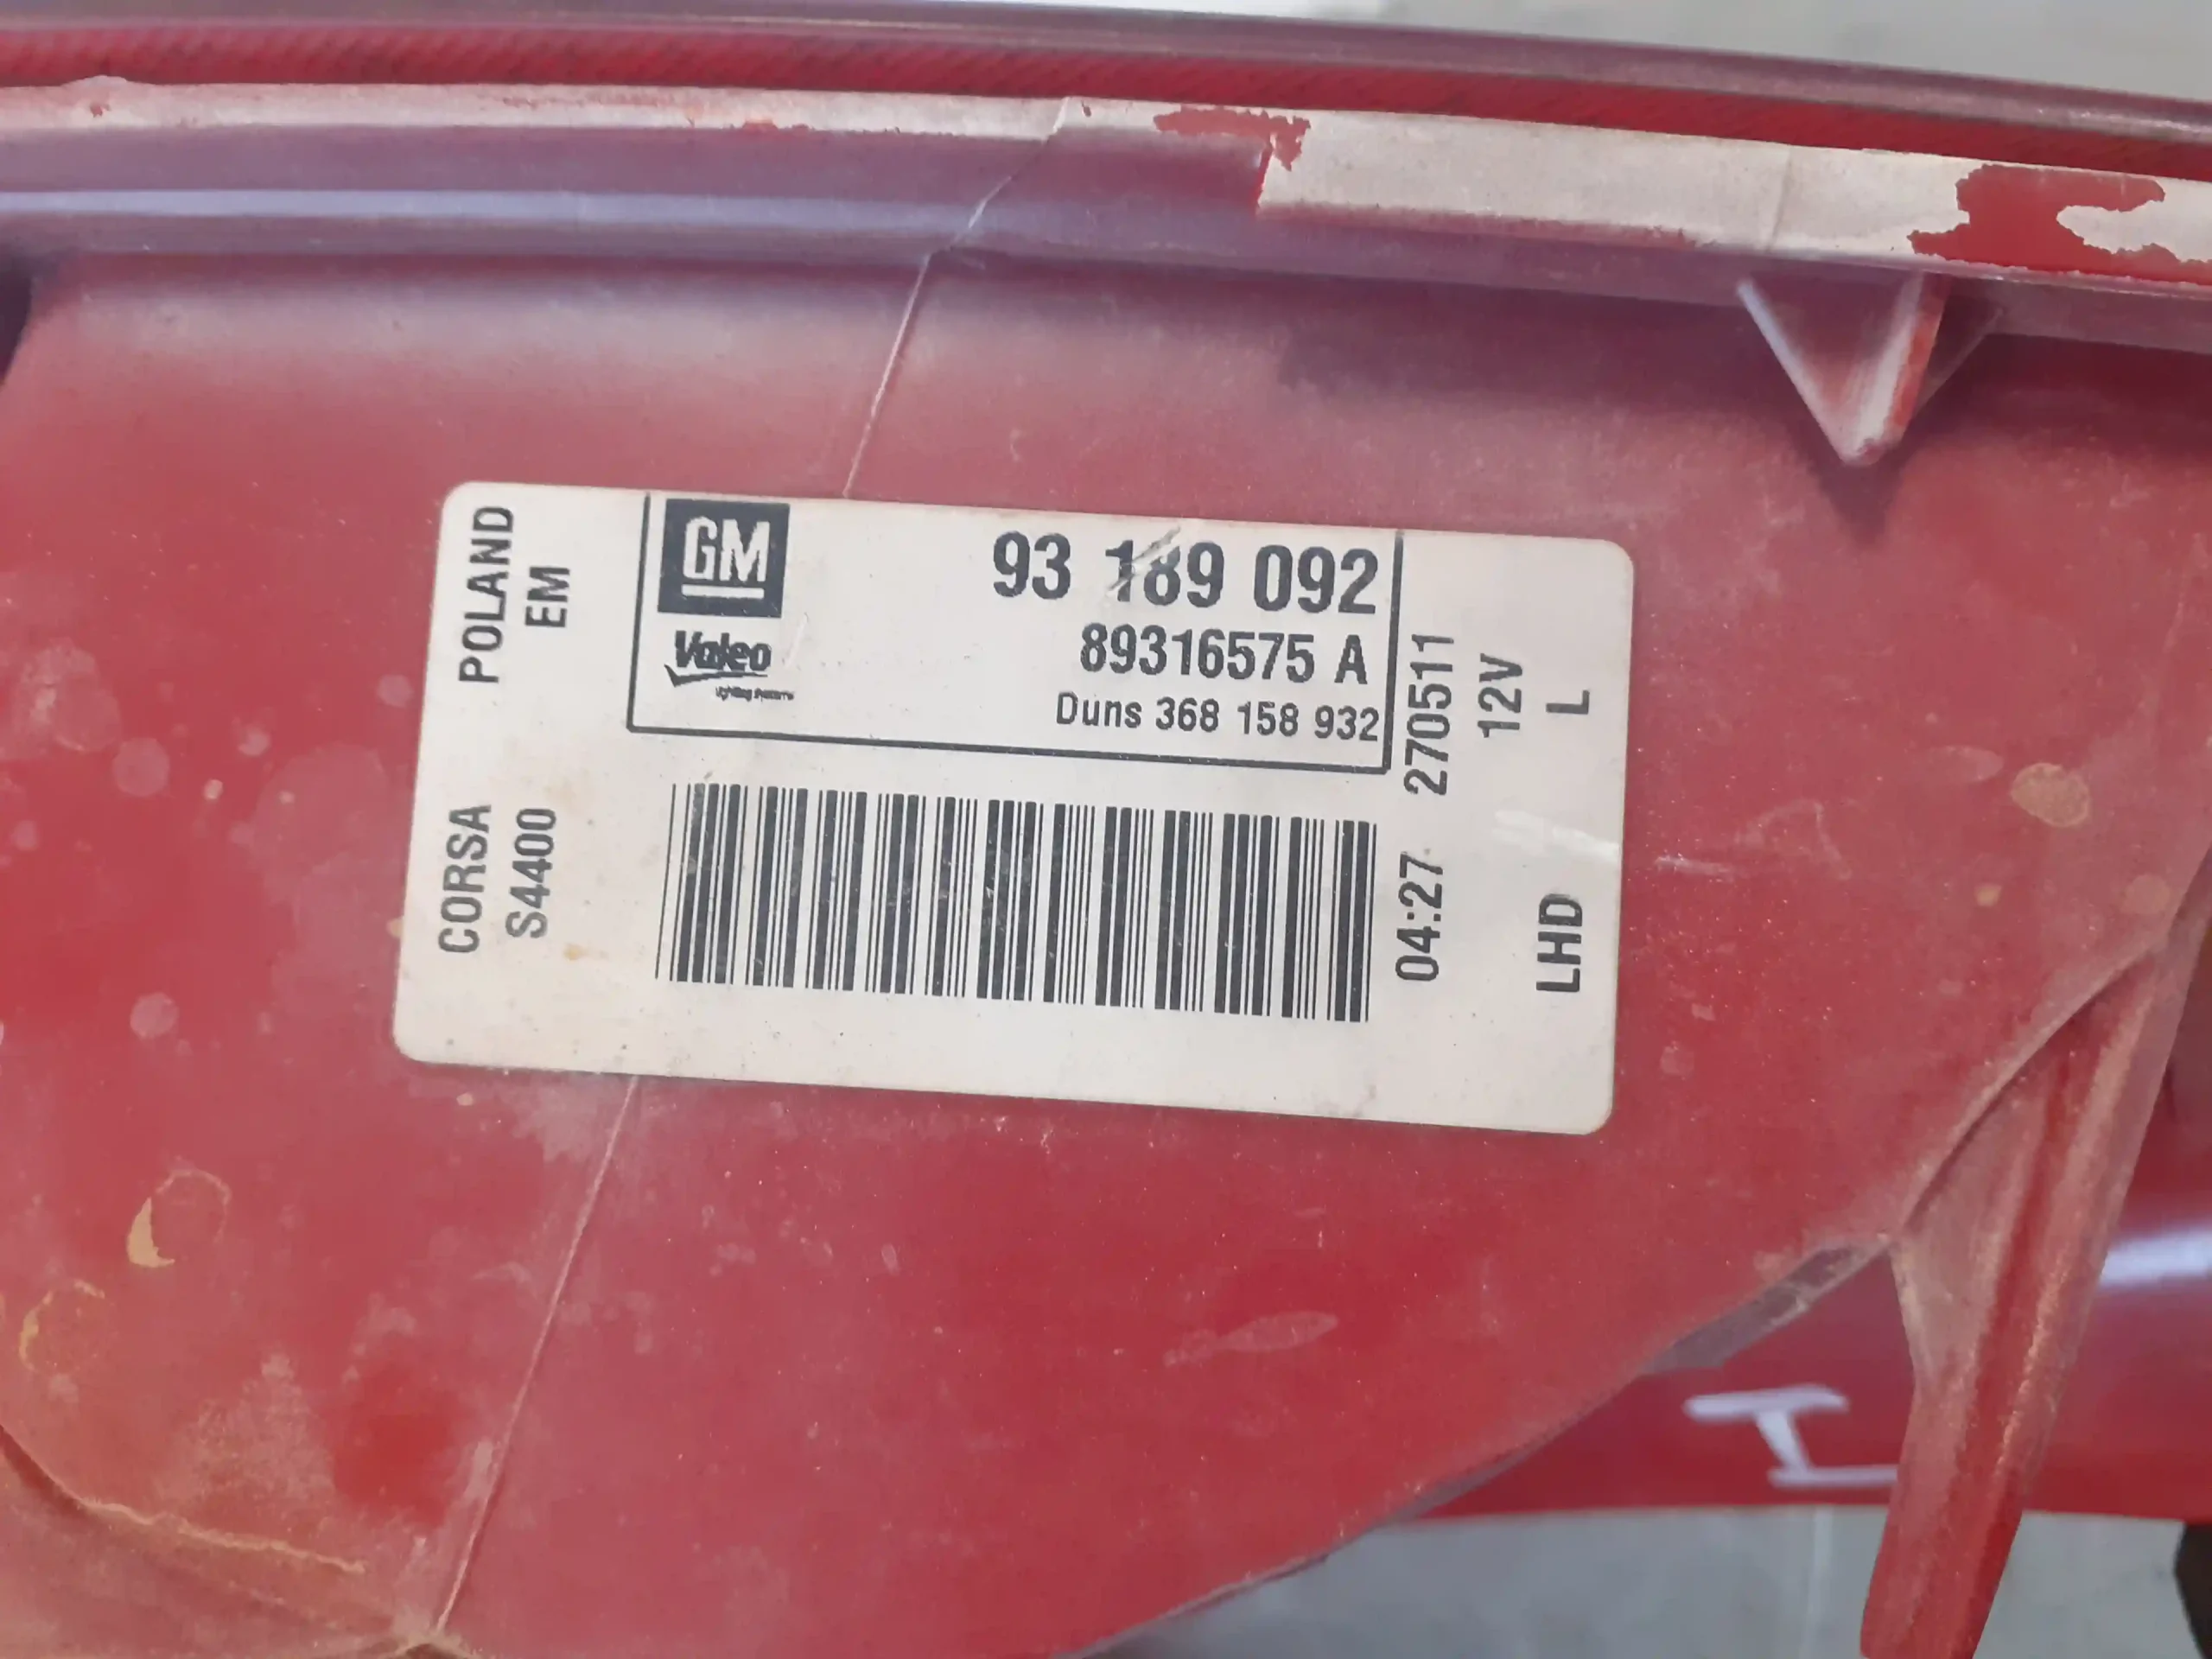 POLAND
EM
CORSA
S4400
GM
Valeo
93 189 092
89316575 A
Duns 368 158 932
04:27 270511
12V
LHD L
I